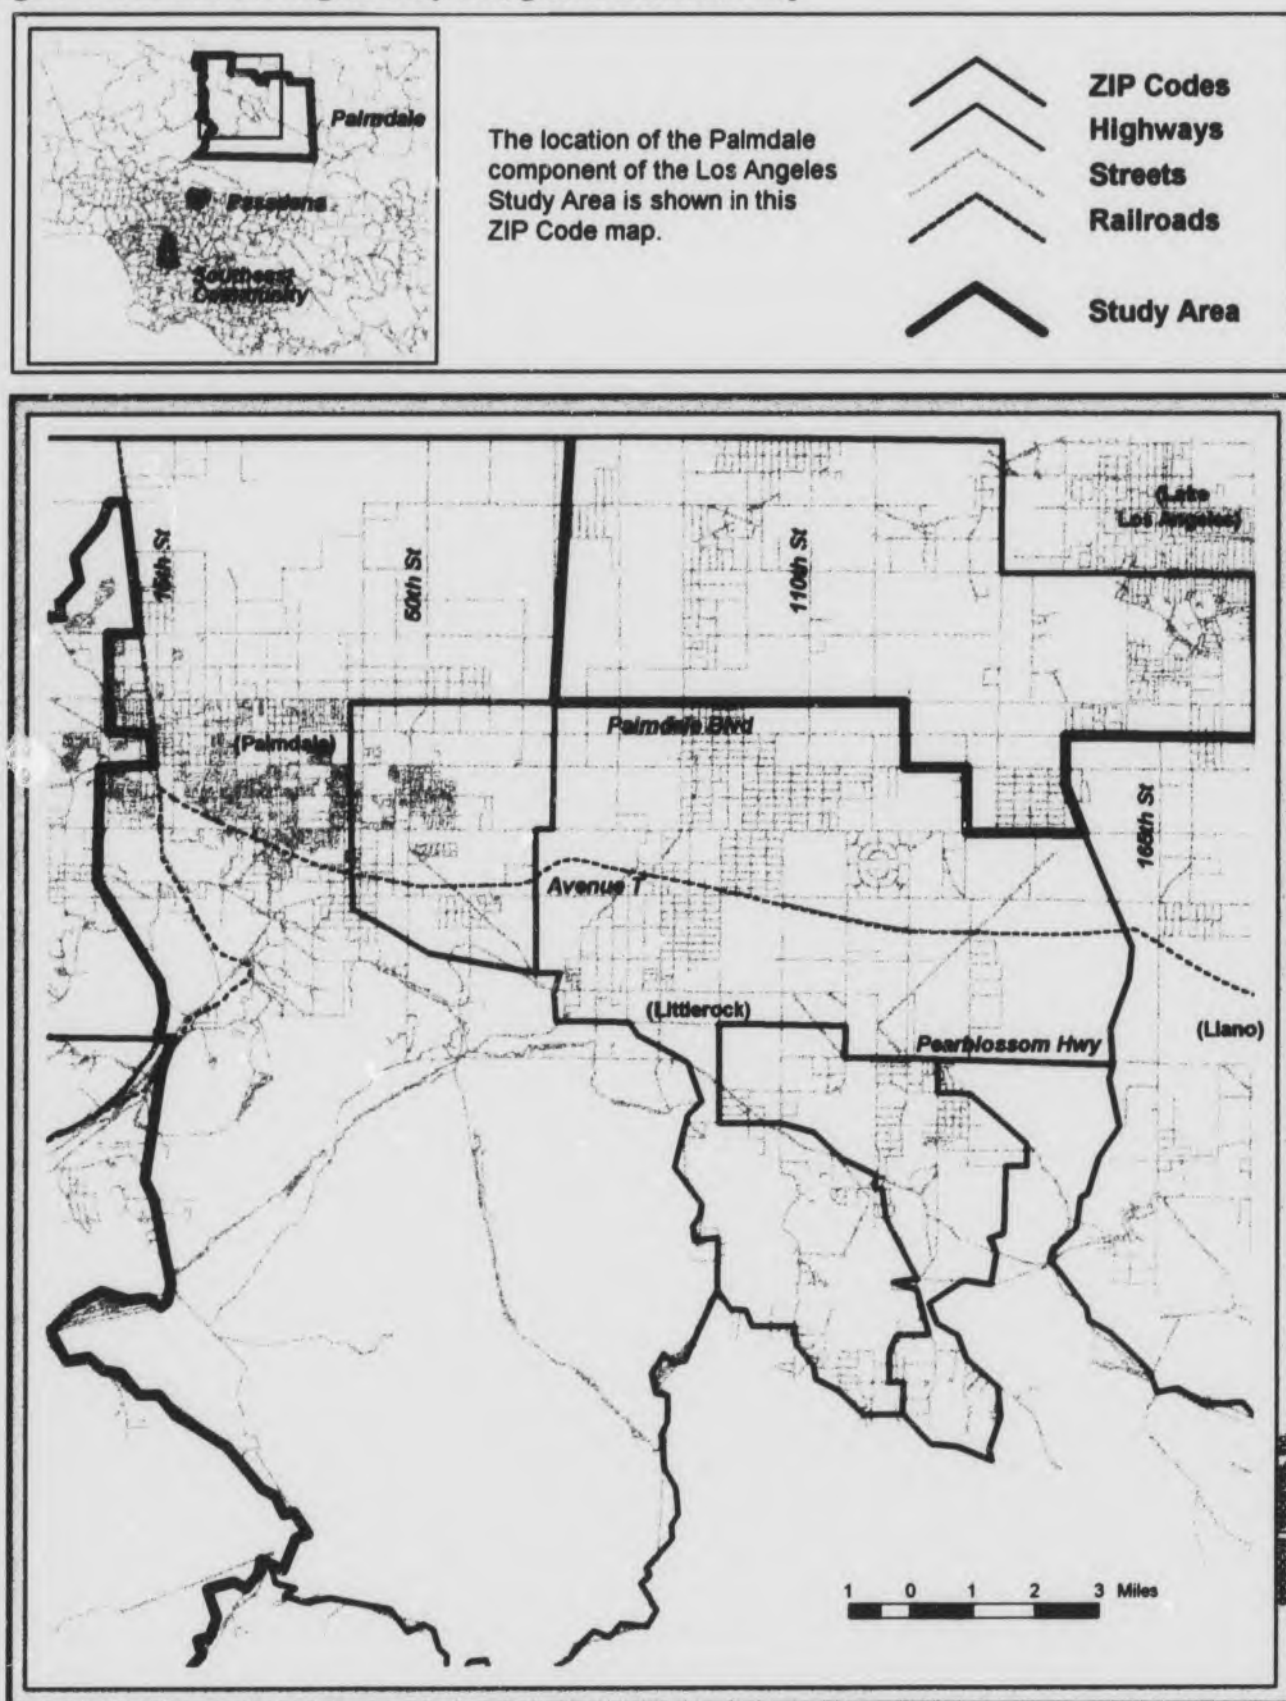 Palmdale
Pasadena
Southeast
Community
The location of the Palmdale
component of the Los Angeles
Study Area is shown in this
ZIP Code map.
ZIP Codes
Highways
Streets
Railroads
Study Area
(Lake
Los Angeles)
15th St
50th St
110th St
Palmdale Blvd
(Palmdale)
165th St
Avenue T
(Littlerock)
Pearblossom Hwy
(Llano)
1 0 1 2 3 Miles